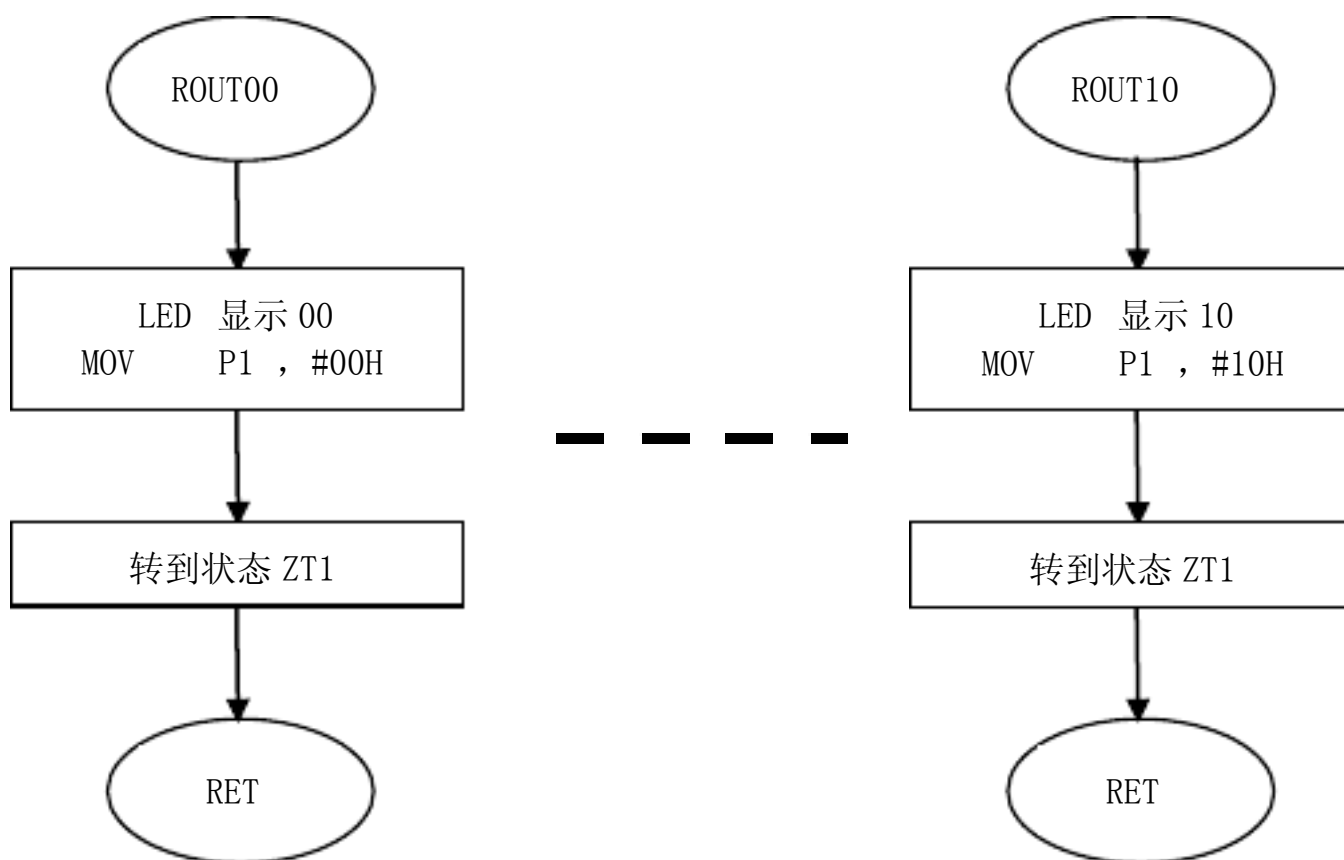 ROUT00
LED 显示 00
MOV P1 ，#00H
转到状态 ZT1
RET
ROUT10
LED 显示 10
MOV P1 ，#10H
转到状态 ZT1
RET